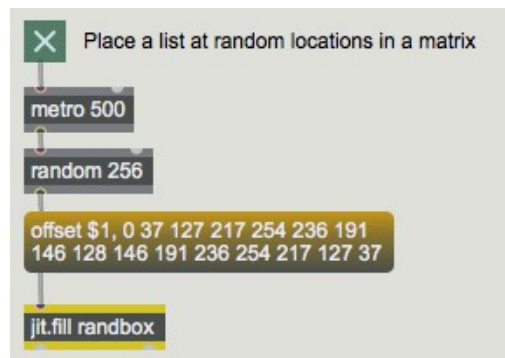 Place a list at random locations in a matrix
metro 500
random 256
offset $1, 0 37 127 217 254 236 191
146 128 146 191 236 254 217 127 37
jit.fill randbox